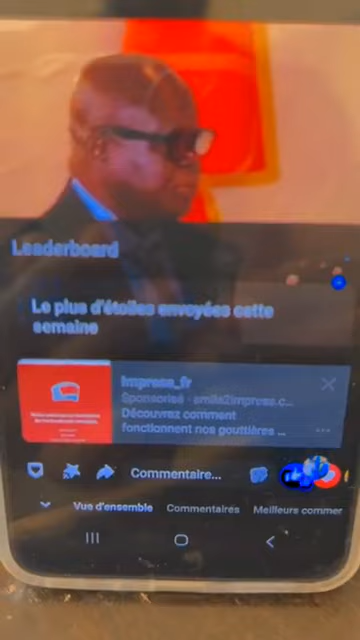 Leaderboard
Le plus d'étoiles envoyées cette
semaine
Impress_fr
Sponsorisé · smile2impress.c...
Découvrez comment
fonctionnent nos gouttières ...
Commentaire...
Vue d'ensemble Commentaires Meilleurs commer